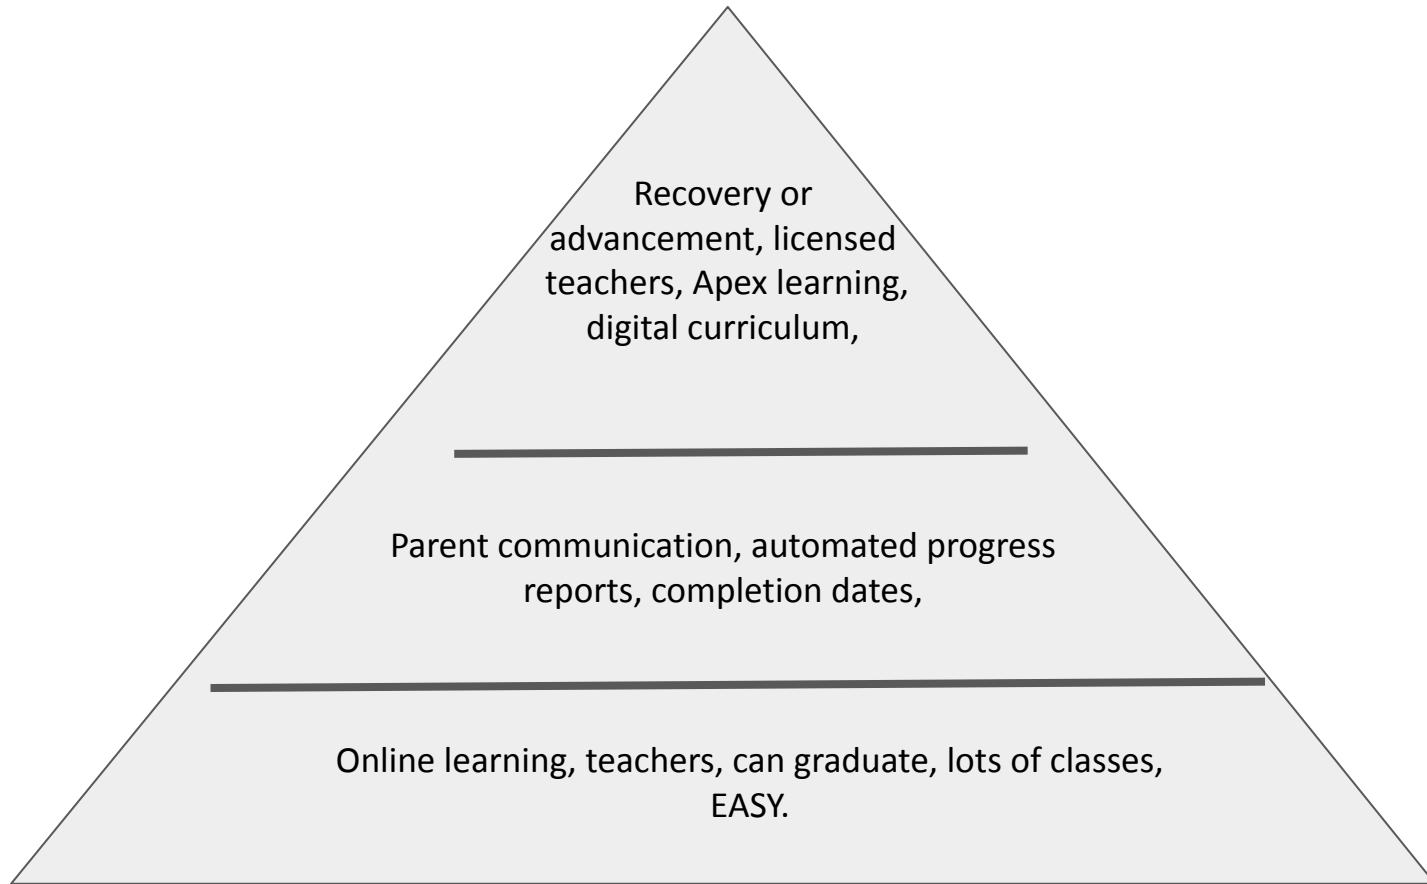 Recovery or
advancement, licensed
teachers, Apex learning,
digital curriculum,
Parent communication, automated progress
reports, completion dates,
Online learning, teachers, can graduate, lots of classes,
EASY.